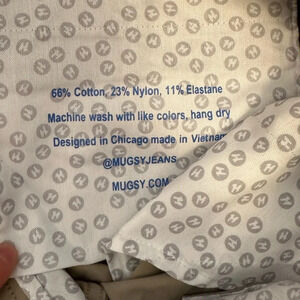 66% Cotton, 23% Nylon, 11% Elastane
Machine wash with like colors, hang dry
Designed in Chicago made in Vietnam
@MUGSYJEANS
MUGSY.COM